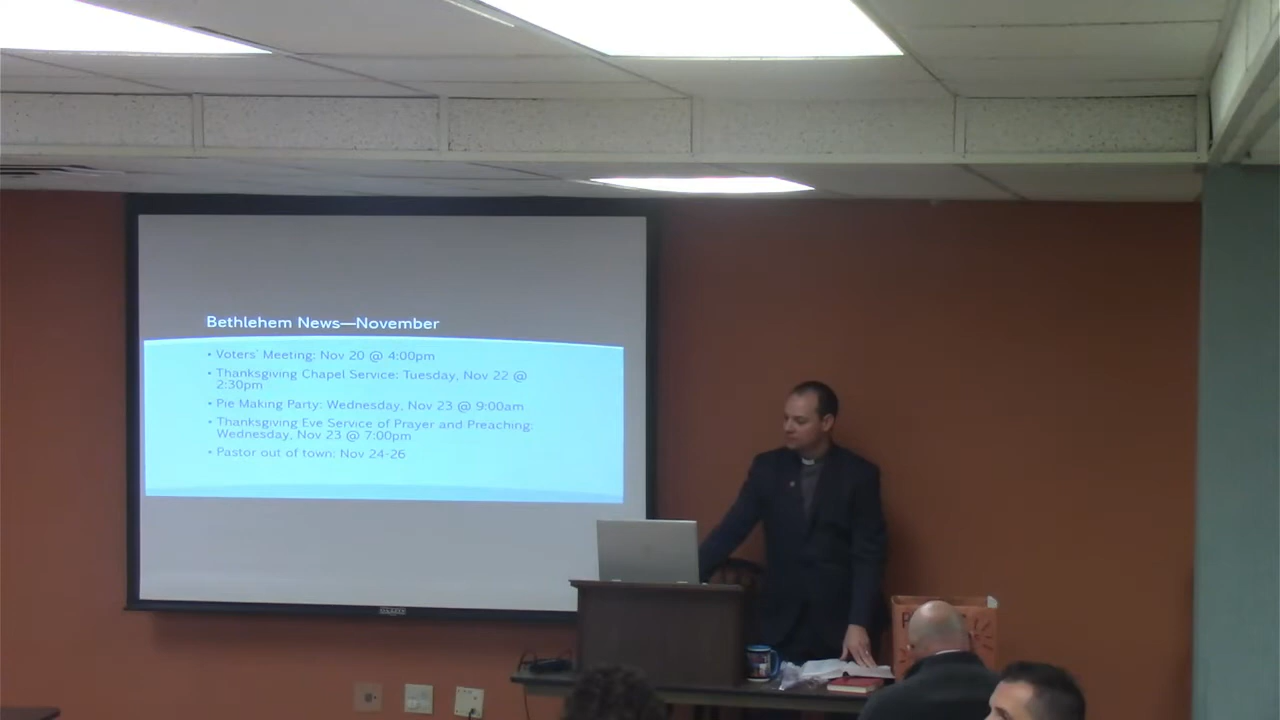 Bethlehem News—November
• Voters' Meeting: Nov 20 @ 4:00pm
• Thanksgiving Chapel Service: Tuesday, Nov 22 @
2:30pm
• Pie Making Party: Wednesday, Nov 23 @ 9:00am
• Thanksgiving Eve Service of Prayer and Preaching:
Wednesday, Nov 23 @ 7:00pm
• Pastor out of town: Nov 24-26